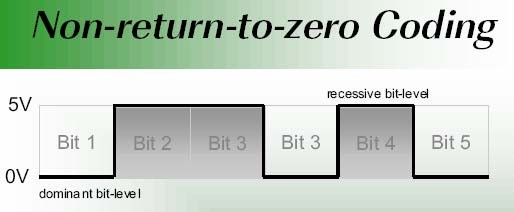 Non-return-to-zero Coding
recessive bit-level
5V
Bit 1 Bit 2 Bit 3 Bit 3 Bit 4 Bit 5
0V
dominant bit-level